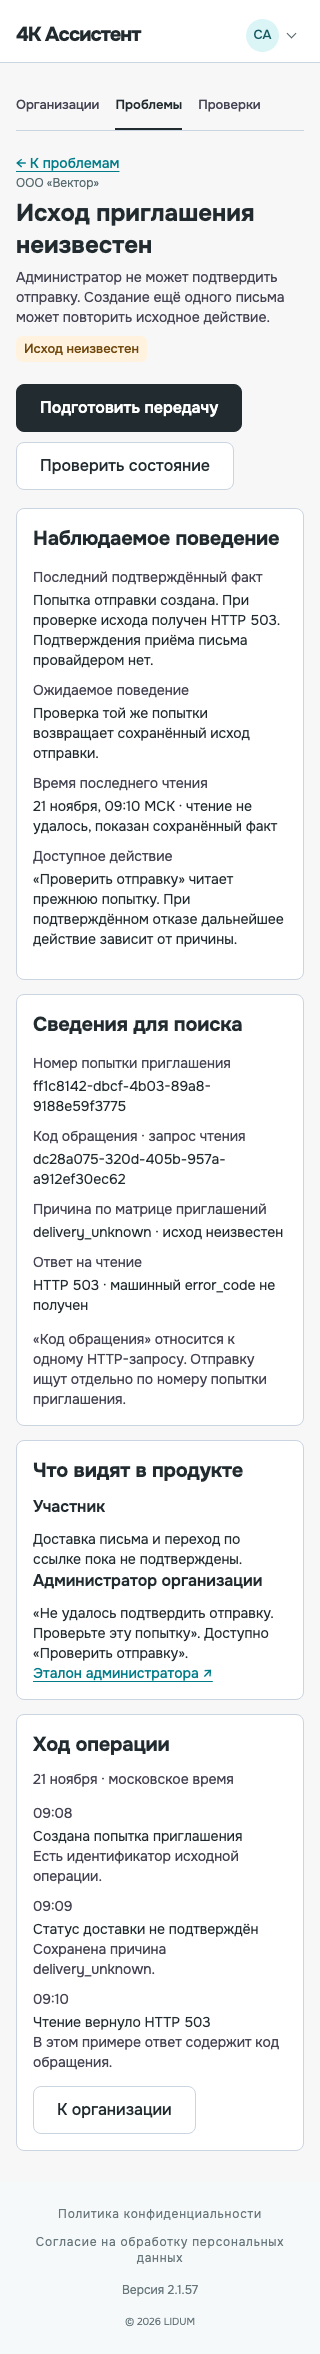 4К Ассистент
СА
Организации Проблемы Проверки
← К проблемам
ООО «Вектор»
Исход приглашения
неизвестен
Администратор не может подтвердить
отправку. Создание ещё одного письма
может повторить исходное действие.
Исход неизвестен
Подготовить передачу
Проверить состояние
Наблюдаемое поведение
Последний подтверждённый факт
Попытка отправки создана. При
проверке исхода получен HTTP 503.
Подтверждения приёма письма
провайдером нет.
Ожидаемое поведение
Проверка той же попытки
возвращает сохранённый исход
отправки.
Время последнего чтения
21 ноября, 09:10 МСК · чтение не
удалось, показан сохранённый факт
Доступное действие
«Проверить отправку» читает
прежнюю попытку. При
подтверждённом отказе дальнейшее
действие зависит от причины.
Сведения для поиска
Номер попытки приглашения
ff1c8142-dbcf-4b03-89a8-
9188e59f3775
Код обращения · запрос чтения
dc28a075-320d-405b-957a-
a912ef30ec62
Причина по матрице приглашений
delivery_unknown · исход неизвестен
Ответ на чтение
HTTP 503 · машинный error_code не
получен
«Код обращения» относится к
одному HTTP-запросу. Отправку
ищут отдельно по номеру попытки
приглашения.
Что видят в продукте
Участник
Доставка письма и переход по
ссылке пока не подтверждены.
Администратор организации
«Не удалось подтвердить отправку.
Проверьте эту попытку». Доступно
«Проверить отправку».
Эталон администратора ↗
Ход операции
21 ноября · московское время
09:08
Создана попытка приглашения
Есть идентификатор исходной
операции.
09:09
Статус доставки не подтверждён
Сохранена причина
delivery_unknown.
09:10
Чтение вернуло HTTP 503
В этом примере ответ содержит код
обращения.
К организации
Политика конфиденциальности
Согласие на обработку персональных
данных
Версия 2.1.57
© 2026 LIDUM